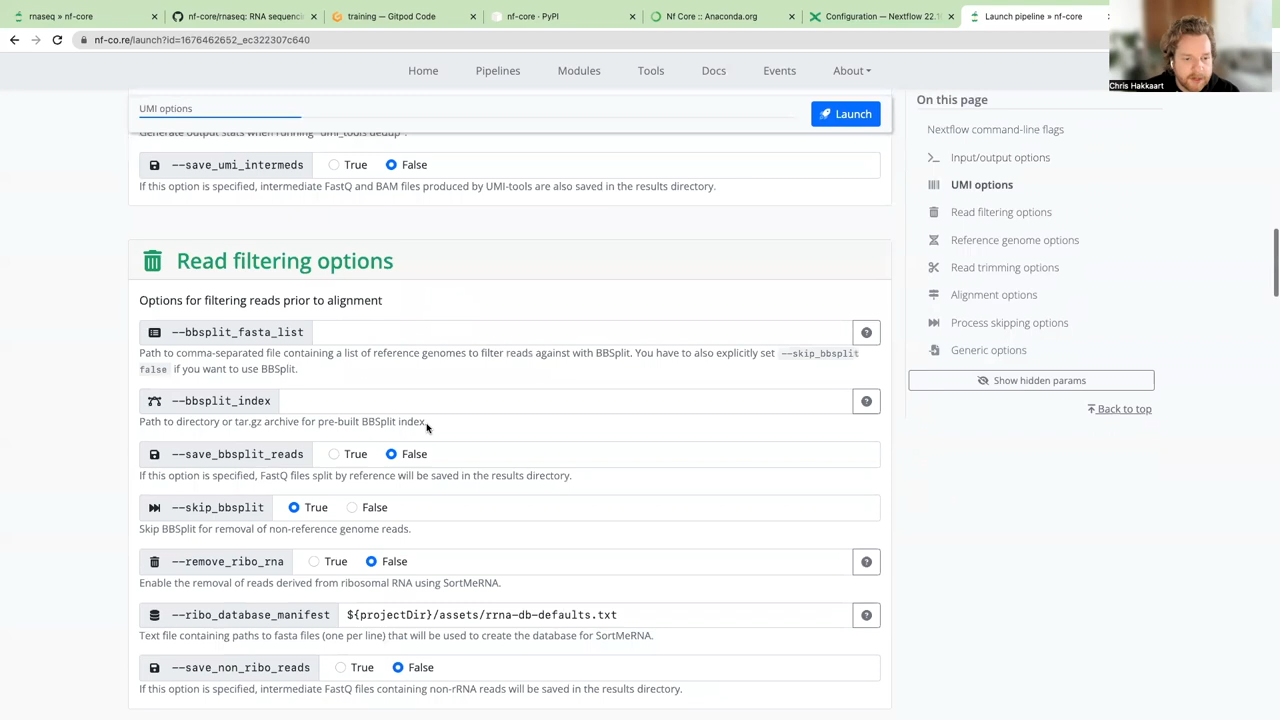 rnaseq » nf-core
nf-core/rnaseq: RNA sequenci
training — Gitpod Code
nf-core · PyPI
Nf Core :: Anaconda.org
Configuration — Nextflow 22.1
Launch pipeline » nf-core
nf-co.re/launch?id=1676462652_ec322307c640
Chris Hakkaart
Home
Pipelines
Modules
Tools
Docs
Events
About
UMI options
Launch
Generate output stats when running "umi_tools dedup".
--save_umi_intermeds
True
False
If this option is specified, intermediate FastQ and BAM files produced by UMI-tools are also saved in the results directory.
Read filtering options
Options for filtering reads prior to alignment
--bbsplit_fasta_list
Path to comma-separated file containing a list of reference genomes to filter reads against with BBSplit. You have to also explicitly set --skip_bbsplit
false if you want to use BBSplit.
--bbsplit_index
Path to directory or tar.gz archive for pre-built BBSplit index.
--save_bbsplit_reads
True
False
If this option is specified, FastQ files split by reference will be saved in the results directory.
--skip_bbsplit
True
False
Skip BBSplit for removal of non-reference genome reads.
--remove_ribo_rna
True
False
Enable the removal of reads derived from ribosomal RNA using SortMeRNA.
--ribo_database_manifest
${projectDir}/assets/rrna-db-defaults.txt
Text file containing paths to fasta files (one per line) that will be used to create the database for SortMeRNA.
--save_non_ribo_reads
True
False
If this option is specified, intermediate FastQ files containing non-rRNA reads will be saved in the results directory.
On this page
Nextflow command-line flags
Input/output options
UMI options
Read filtering options
Reference genome options
Read trimming options
Alignment options
Process skipping options
Generic options
Show hidden params
Back to top